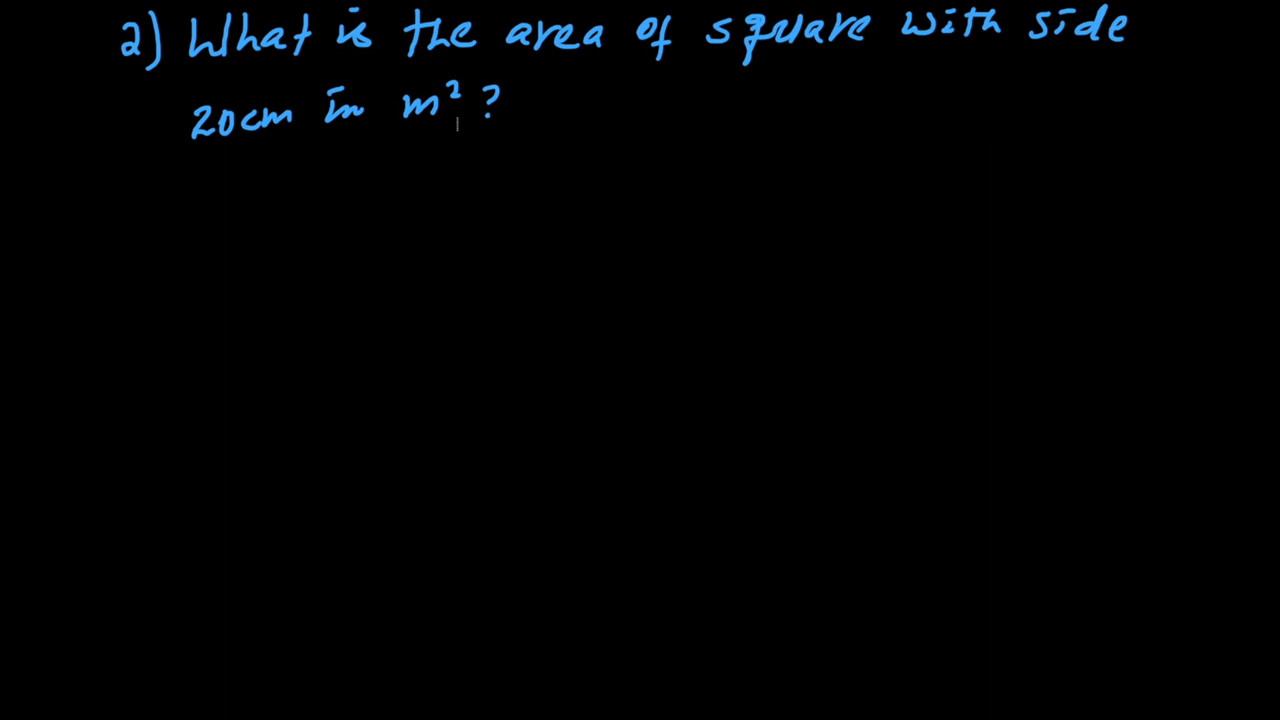 2) What is the area of square with side
20cm in m²?